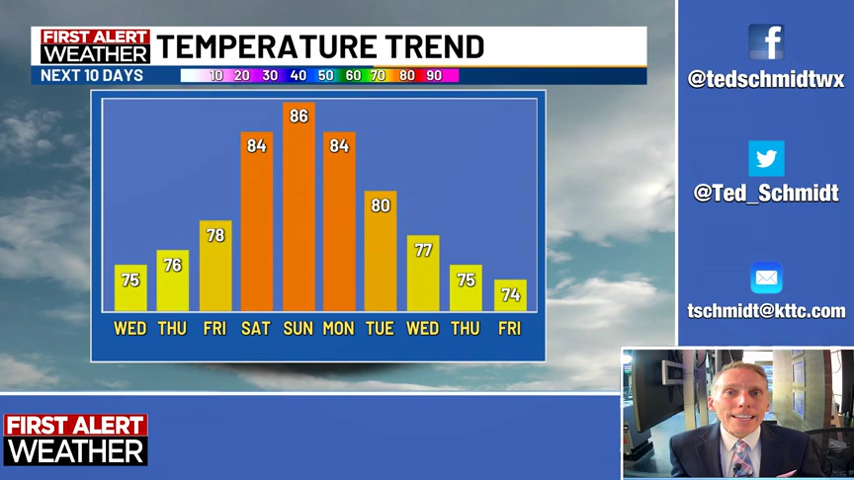 FIRST ALERT
WEATHER
TEMPERATURE TREND
NEXT 10 DAYS
10 20 30 40 50 60 70 80 90
75 76 78 84 86 84 80 77 75 74
WED THU FRI SAT SUN MON TUE WED THU FRI
f
@tedschmidtwx
@Ted_Schmidt
tschmidt@kttc.com
FIRST ALERT
WEATHER